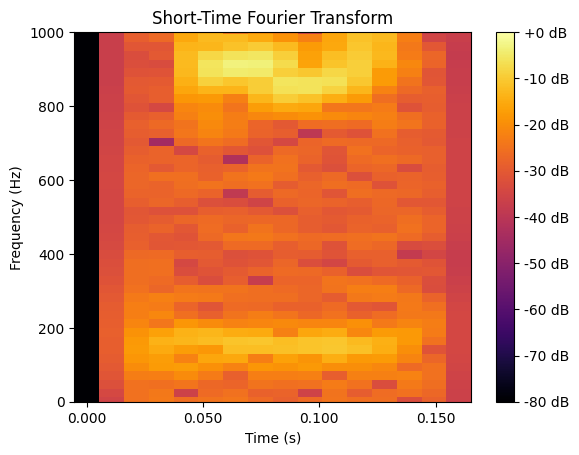 Short-Time Fourier Transform
1000
800
600
400
200
0
Frequency (Hz)
0.000
0.050
0.100
0.150
Time (s)
+0 dB
-10 dB
-20 dB
-30 dB
-40 dB
-50 dB
-60 dB
-70 dB
-80 dB